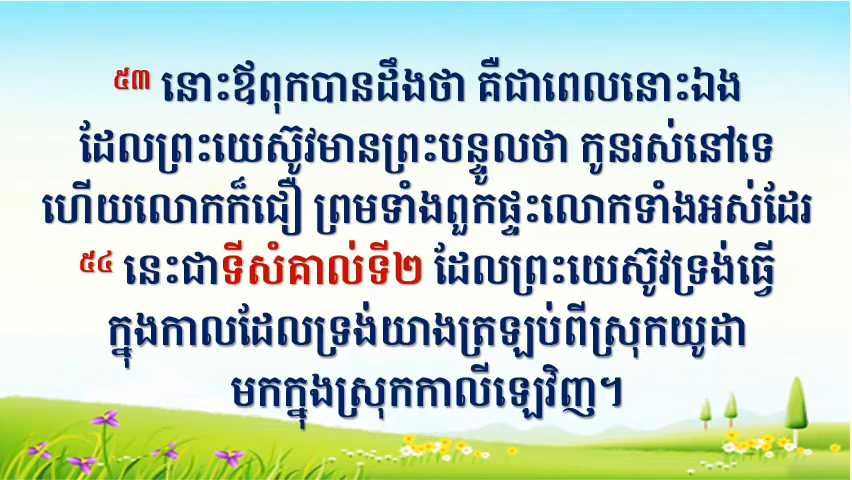 ៥៣ នោះឪពុកបានដឹងថា គឺជាពេលនោះឯង
ដែលព្រះយេស៊ូវមានព្រះបន្ទូលថា កូនរស់នៅទេ
ហើយលោកក៏ជឿ ព្រមទាំងពួកផ្ទះលោកទាំងអស់ដែរ
៥៤ នេះជាទីសំគាល់ទី២ ដែលព្រះយេស៊ូវទ្រង់ធ្វើ
ក្នុងកាលដែលទ្រង់យាងត្រឡប់ពីស្រុកយូដា
មកក្នុងស្រុកកាលីឡេវិញ។